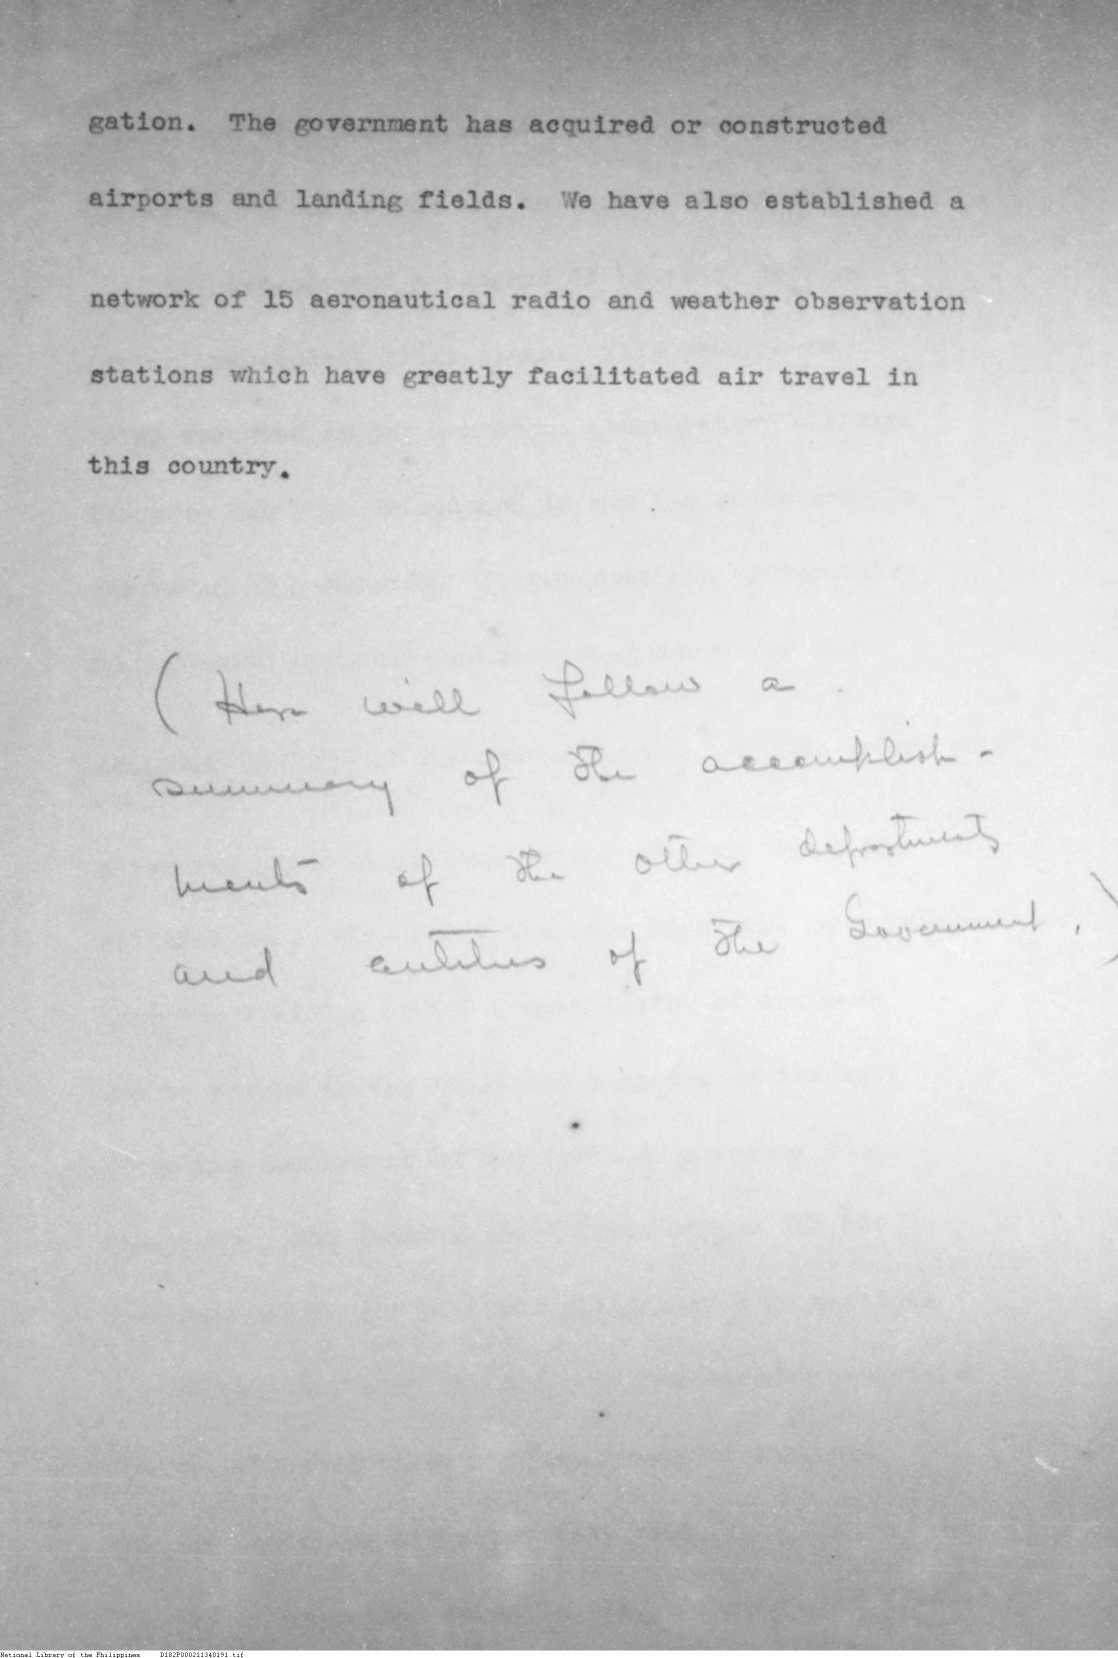 gation. The government has acquired or constructed
airports and landing fields. We have also established a
network of 15 aeronautical radio and weather observation
stations which have greatly facilitated air travel in
this country.
(Here will follow a
summary of the accomplish-
ments of the other departments
and entities of the Government.)
National Library of the Philippines D182P000211340191.tif